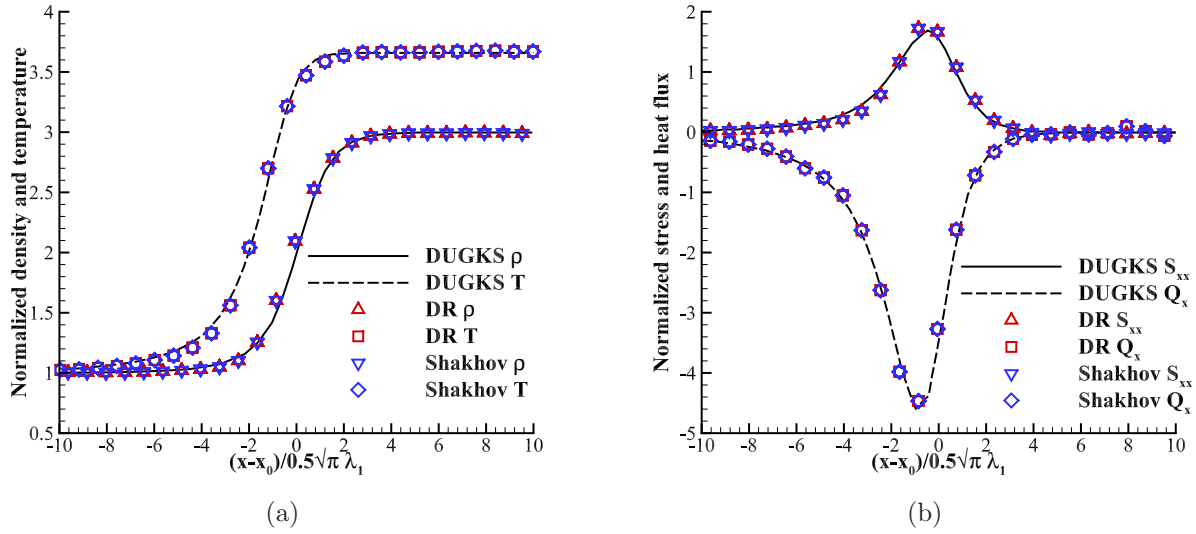 4
3.5
3
2.5
2
1.5
1
0.5
Normalized density and temperature
DUGKS ρ
DUGKS T
DR ρ
DR T
Shakhov ρ
Shakhov T
-10 -8 -6 -4 -2 0 2 4 6 8 10
(x-x₀)/0.5√π λ₁
(a)
2
1
0
-1
-2
-3
-4
-5
Normalized stress and heat flux
DUGKS Sₓₓ
DUGKS Qₓ
DR Sₓₓ
DR Qₓ
Shakhov Sₓₓ
Shakhov Qₓ
-10 -8 -6 -4 -2 0 2 4 6 8 10
(x-x₀)/0.5√π λ₁
(b)